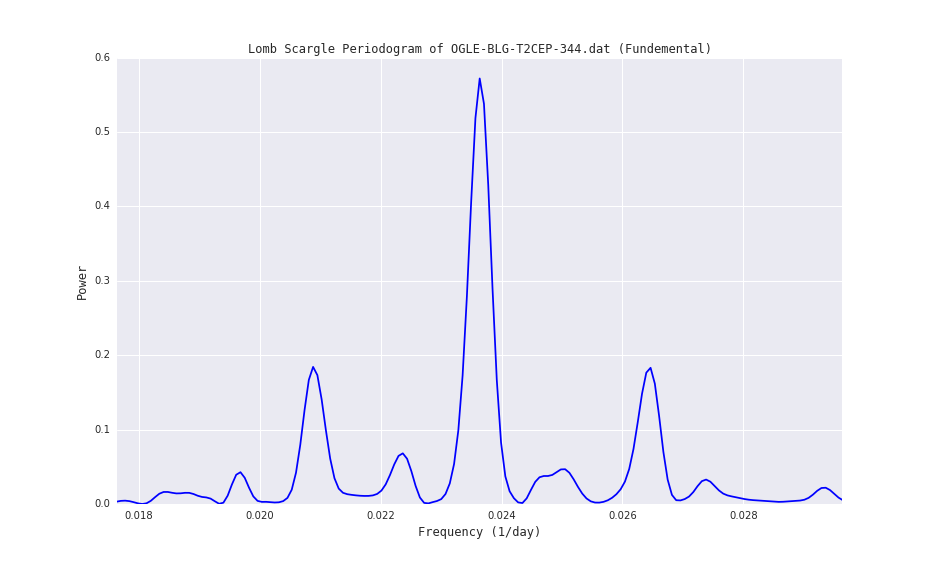 Lomb Scargle Periodogram of OGLE-BLG-T2CEP-344.dat (Fundemental)
0.6
0.5
0.4
0.3
0.2
0.1
0.0
Power
0.018 0.020 0.022 0.024 0.026 0.028
Frequency (1/day)